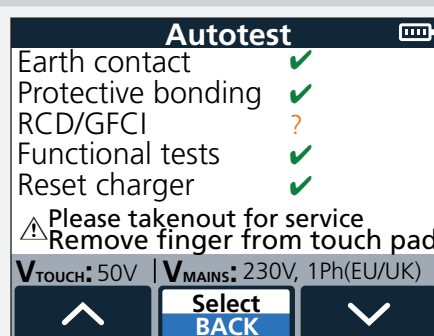 Autotest
Earth contact ✔
Protective bonding ✔
RCD/GFCI ?
Functional tests ✔
Reset charger ✔
⚠ Please takenout for service
Remove finger from touch pad
VTOUCH: 50V | VMAINS: 230V, 1Ph(EU/UK)
Select
BACK